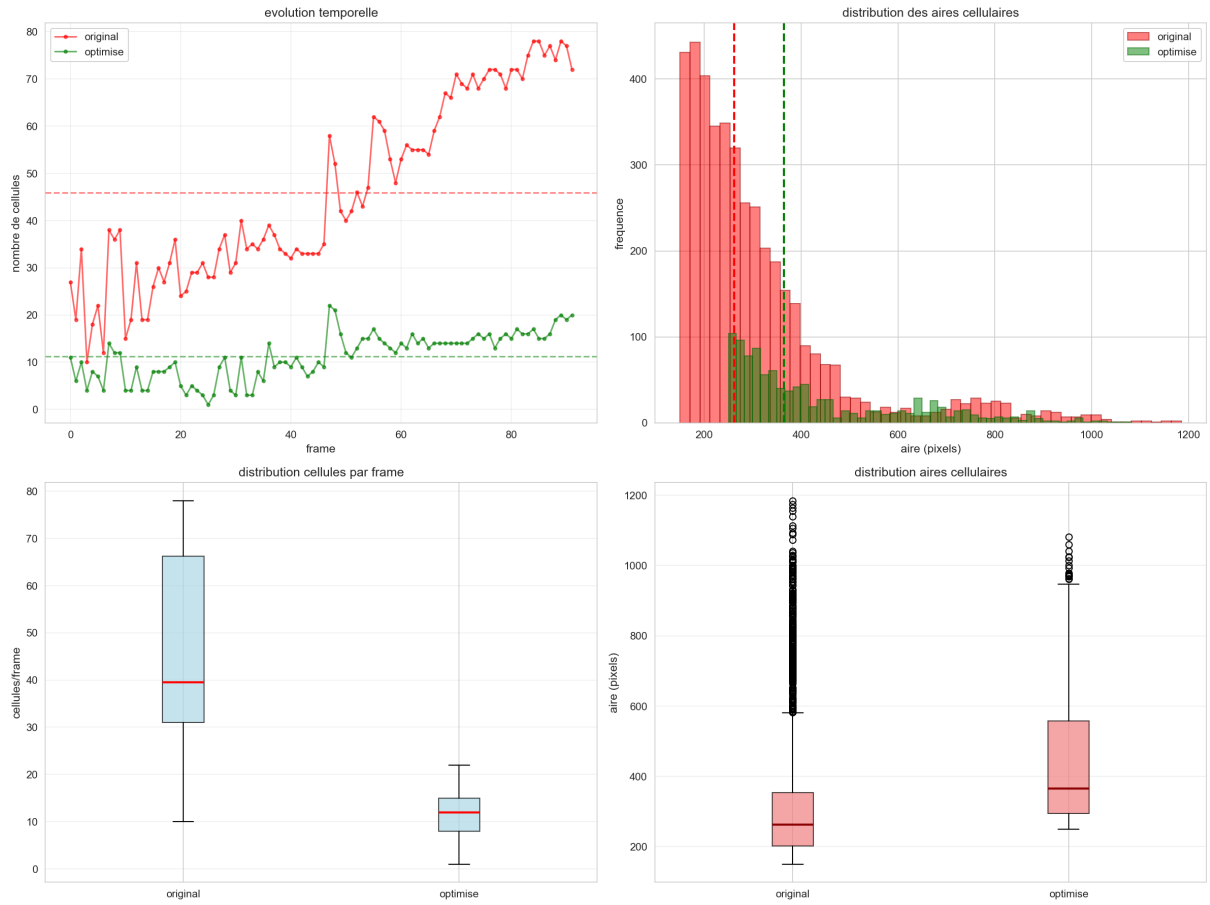 evolution temporelle
original
optimise
nombre de cellules
80
70
60
50
40
30
20
10
0
0
20
40
60
80
frame
distribution des aires cellulaires
original
optimise
frequence
400
300
200
100
0
200
400
600
800
1000
1200
aire (pixels)
distribution cellules par frame
cellules/frame
80
70
60
50
40
30
20
10
0
original
optimise
distribution aires cellulaires
aire (pixels)
1200
1000
800
600
400
200
original
optimise